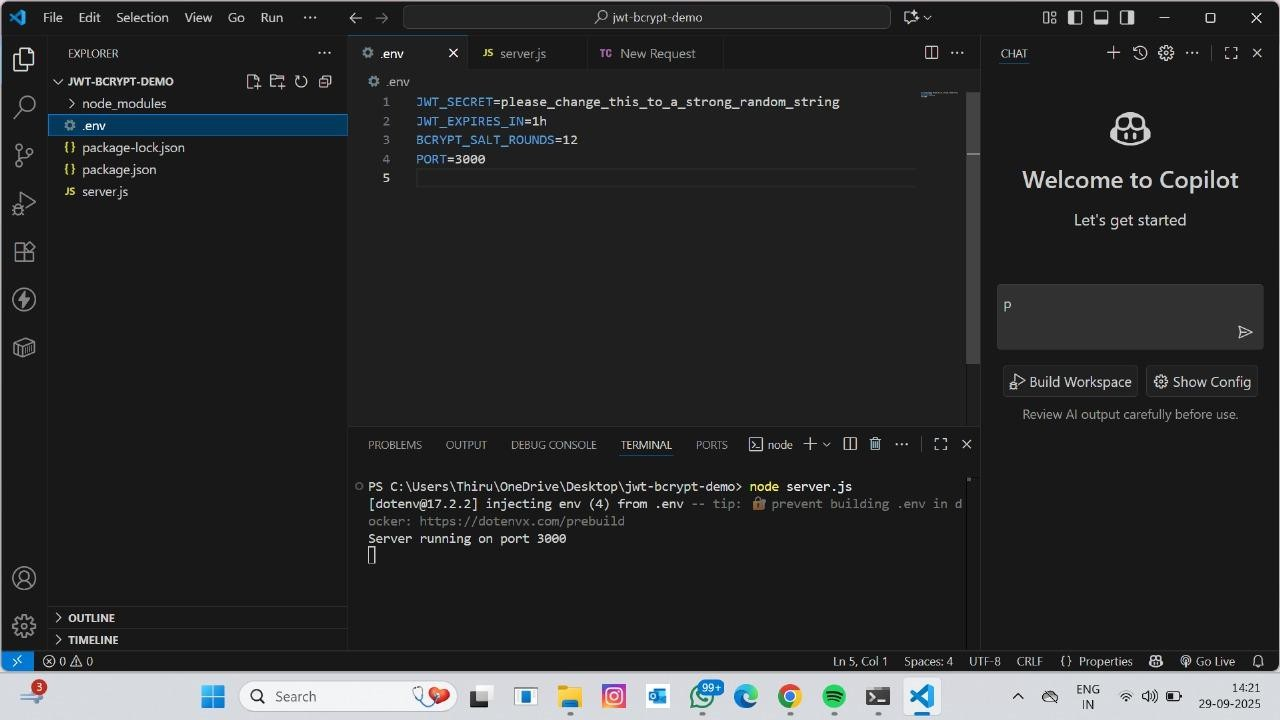 File Edit Selection View Go Run ···
jwt-bcrypt-demo
EXPLORER
JWT-BCRYPT-DEMO
node_modules
.env
{} package-lock.json
{} package.json
JS server.js
OUTLINE
TIMELINE
.env
JS server.js
TC New Request
.env
1 JWT_SECRET=please_change_this_to_a_strong_random_string
2 JWT_EXPIRES_IN=1h
3 BCRYPT_SALT_ROUNDS=12
4 PORT=3000
5
PROBLEMS OUTPUT DEBUG CONSOLE TERMINAL PORTS node
PS C:\Users\Thiru\OneDrive\Desktop\jwt-bcrypt-demo> node server.js
[dotenv@17.2.2] injecting env (4) from .env -- tip: 🔐 prevent building .env in d
ocker: https://dotenvx.com/prebuild
Server running on port 3000
CHAT
Welcome to Copilot
Let's get started
p
Build Workspace Show Config
Review AI output carefully before use.
0 0 Ln 5, Col 1 Spaces: 4 UTF-8 CRLF {} Properties Go Live
3
Search
99+
ENG
IN
14:21
29-09-2025